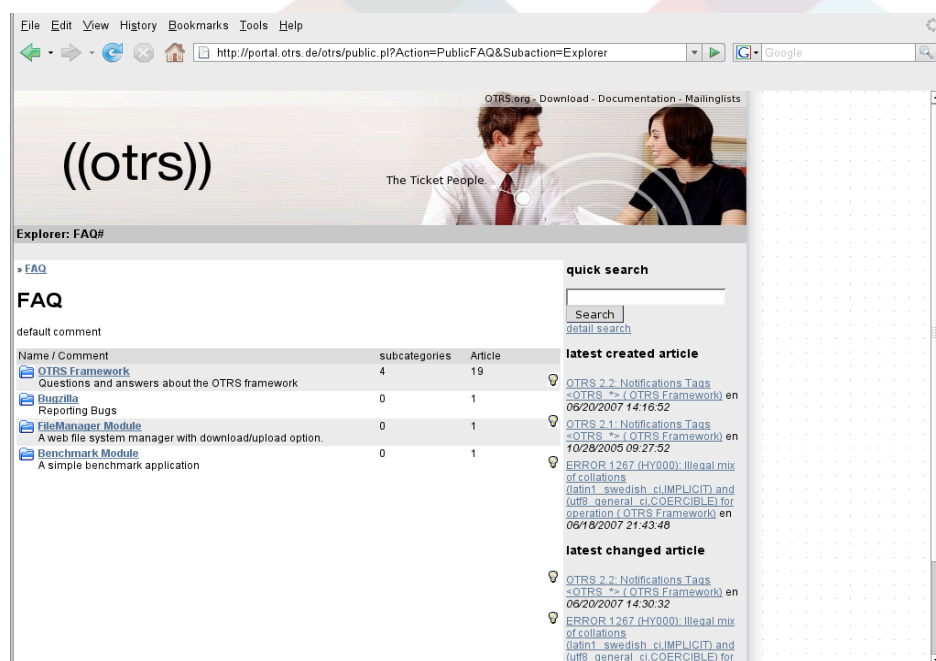 File Edit View History Bookmarks Tools Help
http://portal.otrs.de/otrs/public.pl?Action=PublicFAQ&Subaction=Explorer
G Google
OTRS.org - Download - Documentation - Mailinglists
((otrs))
The Ticket People.
Explorer: FAQ#
» FAQ
FAQ
default comment
Name / Comment subcategories Article
OTRS Framework 4 19
Questions and answers about the OTRS framework
Bugzilla 0 1
Reporting Bugs
FileManager Module 0 1
A web file system manager with download/upload option.
Benchmark Module 0 1
A simple benchmark application
quick search
Search
detail search
latest created article
OTRS 2.2: Notifications Tags
<OTRS_*> ( OTRS Framework) en
06/20/2007 14:16:52
OTRS 2.1: Notifications Tags
<OTRS_*> ( OTRS Framework) en
10/28/2005 09:27:52
ERROR 1267 (HY000): Illegal mix
of collations
(latin1_swedish_ci,IMPLICIT) and
(utf8_general_ci,COERCIBLE) for
operation ( OTRS Framework) en
06/18/2007 21:43:48
latest changed article
OTRS 2.2: Notifications Tags
<OTRS_*> ( OTRS Framework) en
06/20/2007 14:30:32
ERROR 1267 (HY000): Illegal mix
of collations
(latin1_swedish_ci,IMPLICIT) and
(utf8_general_ci,COERCIBLE) for